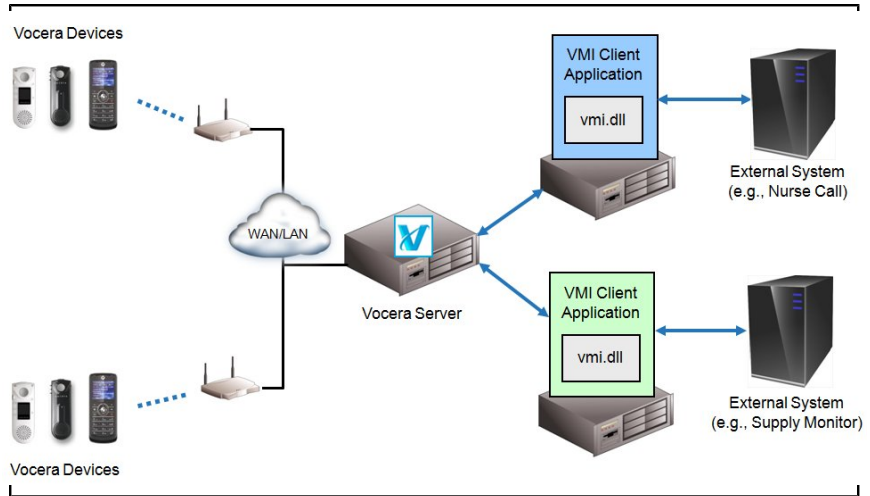 Vocera Devices
WAN/LAN
Vocera Server
VMI Client
Application
vmi.dll
External System
(e.g., Nurse Call)
VMI Client
Application
vmi.dll
External System
(e.g., Supply Monitor)
Vocera Devices